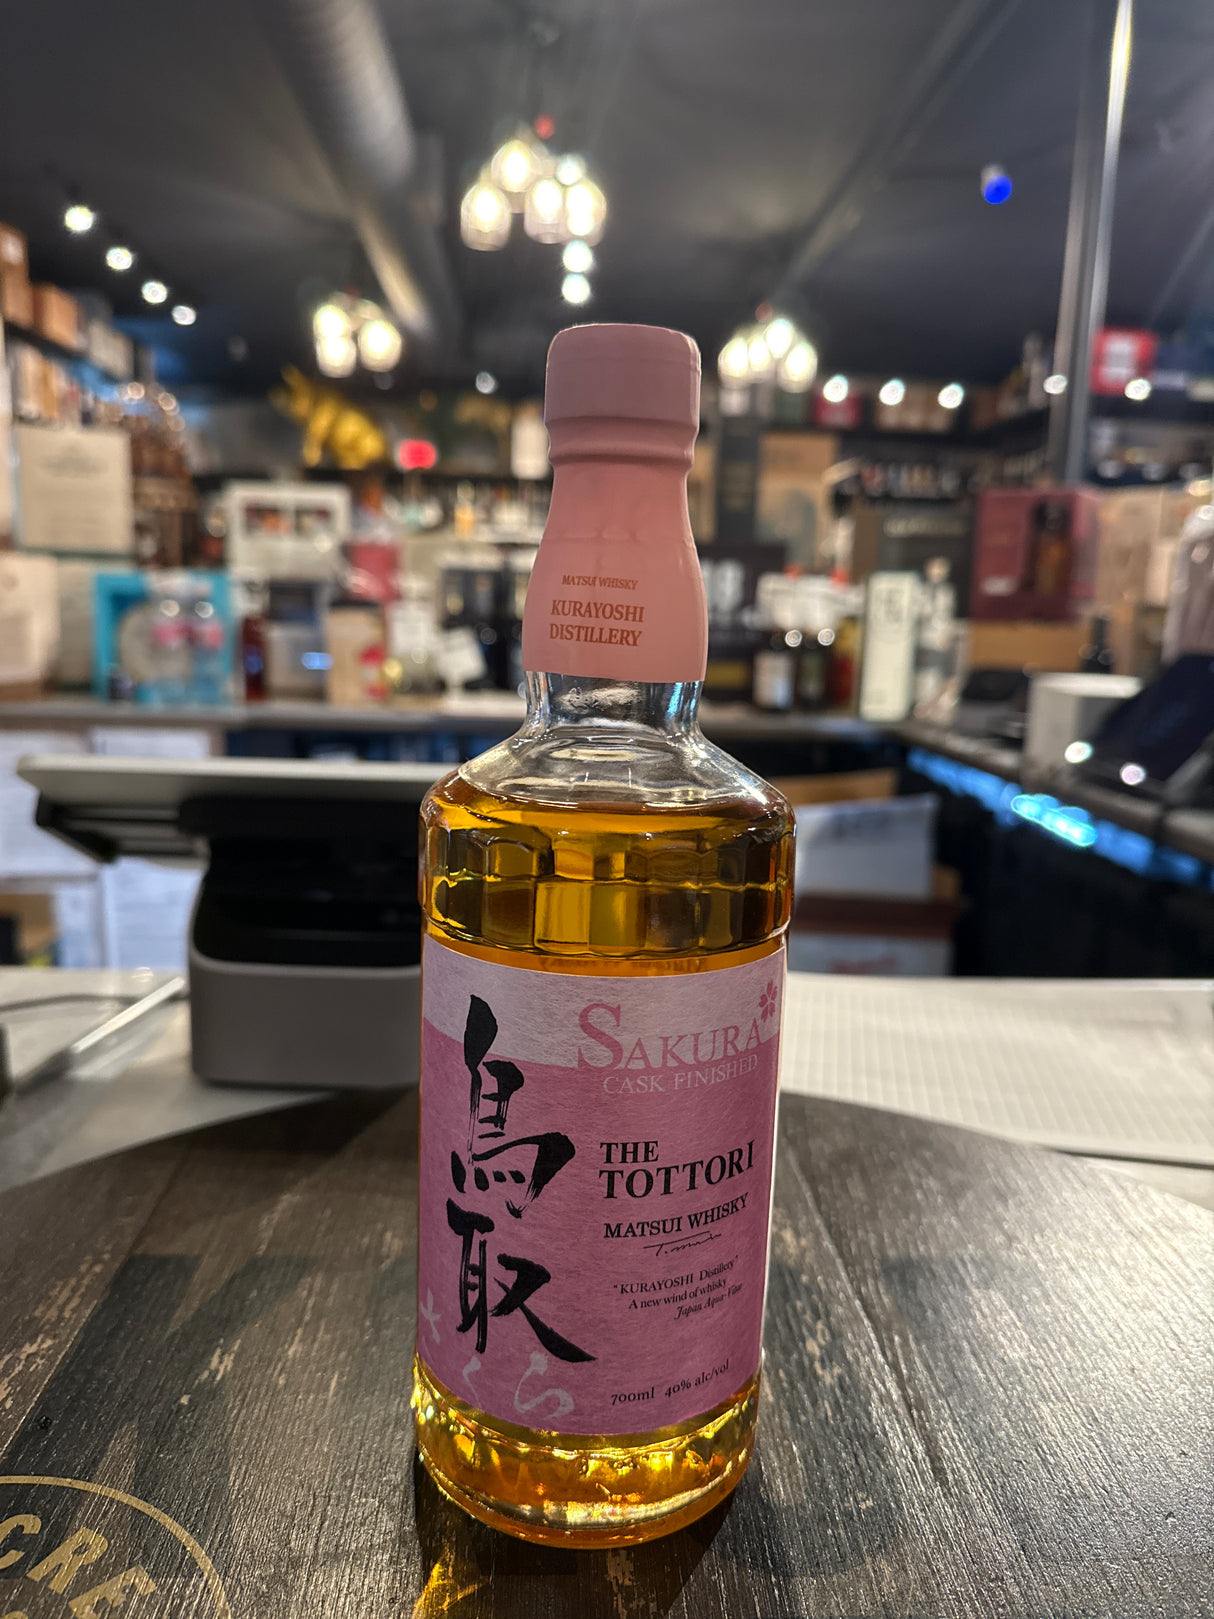 MATSUI WHISKY
KURAYOSHI
DISTILLERY
SAKURA
CASK FINISHED
鳥取
さくら
THE
TOTTORI
MATSUI WHISKY
"KURAYOSHI Distillery"
A new wind of whisky
Japan Aqua-Vitae
700ml 40% alc/vol
CRE